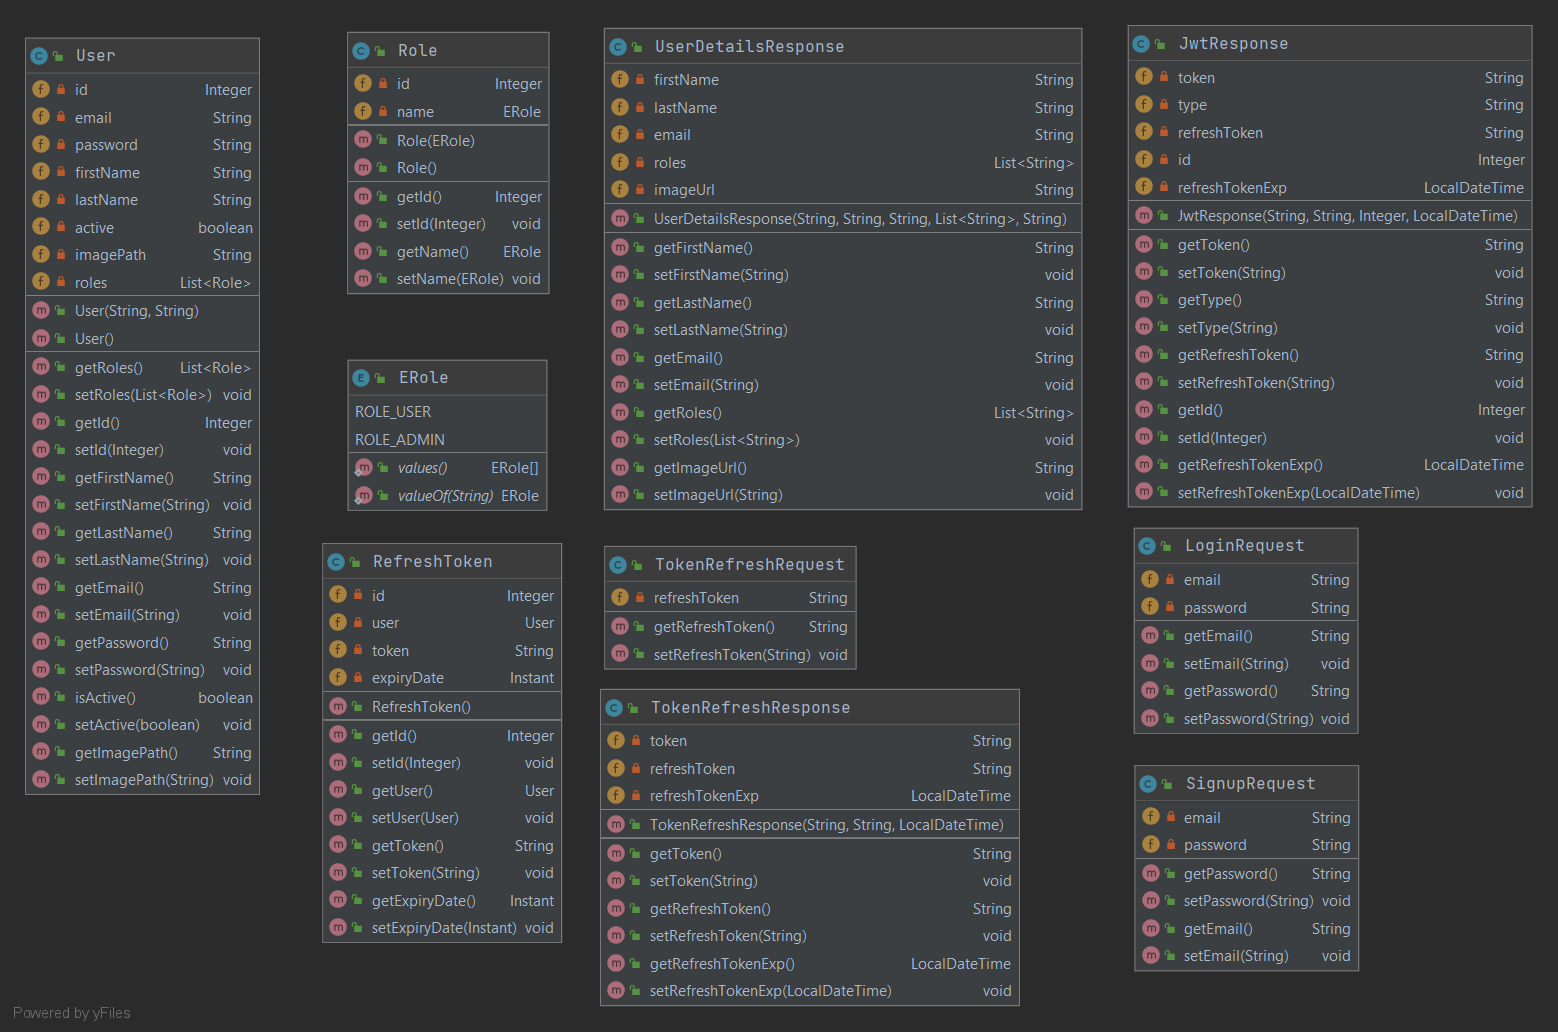 User
id Integer
email String
password String
firstName String
lastName String
active boolean
imagePath String
roles List<Role>
User(String, String)
User()
getRoles() List<Role>
setRoles(List<Role>) void
getId() Integer
setId(Integer) void
getFirstName() String
setFirstName(String) void
getLastName() String
setLastName(String) void
getEmail() String
setEmail(String) void
getPassword() String
setPassword(String) void
isActive() boolean
setActive(boolean) void
getImagePath() String
setImagePath(String) void
Role
id Integer
name ERole
Role(ERole)
Role()
getId() Integer
setId(Integer) void
getName() ERole
setName(ERole) void
ERole
ROLE_USER
ROLE_ADMIN
values() ERole[]
valueOf(String) ERole
RefreshToken
id Integer
user User
token String
expiryDate Instant
RefreshToken()
getId() Integer
setId(Integer) void
getUser() User
setUser(User) void
getToken() String
setToken(String) void
getExpiryDate() Instant
setExpiryDate(Instant) void
UserDetailsResponse
firstName String
lastName String
email String
roles List<String>
imageUrl String
UserDetailsResponse(String, String, String, List<String>, String)
getFirstName() String
setFirstName(String) void
getLastName() String
setLastName(String) void
getEmail() String
setEmail(String) void
getRoles() List<String>
setRoles(List<String>) void
getImageUrl() String
setImageUrl(String) void
TokenRefreshRequest
refreshToken String
getRefreshToken() String
setRefreshToken(String) void
TokenRefreshResponse
token String
refreshToken String
refreshTokenExp LocalDateTime
TokenRefreshResponse(String, String, LocalDateTime)
getToken() String
setToken(String) void
getRefreshToken() String
setRefreshToken(String) void
getRefreshTokenExp() LocalDateTime
setRefreshTokenExp(LocalDateTime) void
JwtResponse
token String
type String
refreshToken String
id Integer
refreshTokenExp LocalDateTime
JwtResponse(String, String, Integer, LocalDateTime)
getToken() String
setToken(String) void
getType() String
setType(String) void
getRefreshToken() String
setRefreshToken(String) void
getId() Integer
setId(Integer) void
getRefreshTokenExp() LocalDateTime
setRefreshTokenExp(LocalDateTime) void
LoginRequest
email String
password String
getEmail() String
setEmail(String) void
getPassword() String
setPassword(String) void
SignupRequest
email String
password String
getPassword() String
setPassword(String) void
getEmail() String
setEmail(String) void
Powered by yFiles